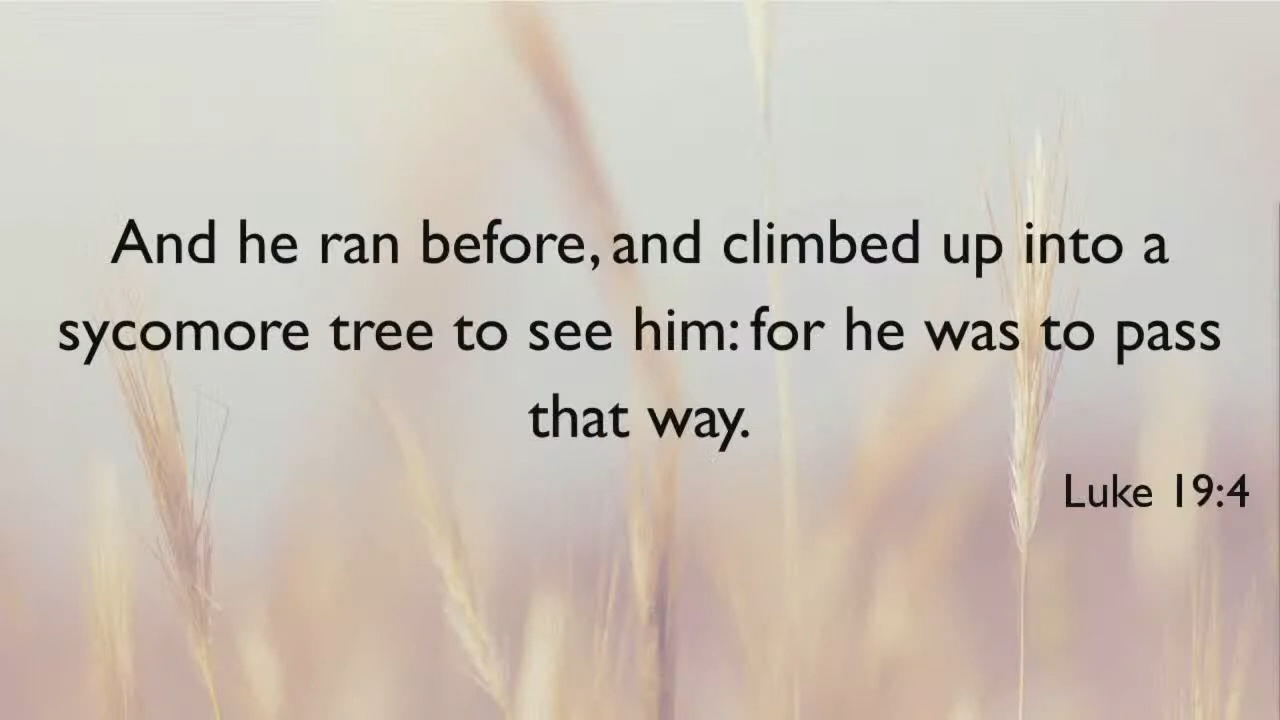 And he ran before, and climbed up into a
sycomore tree to see him: for he was to pass
that way.
Luke 19:4